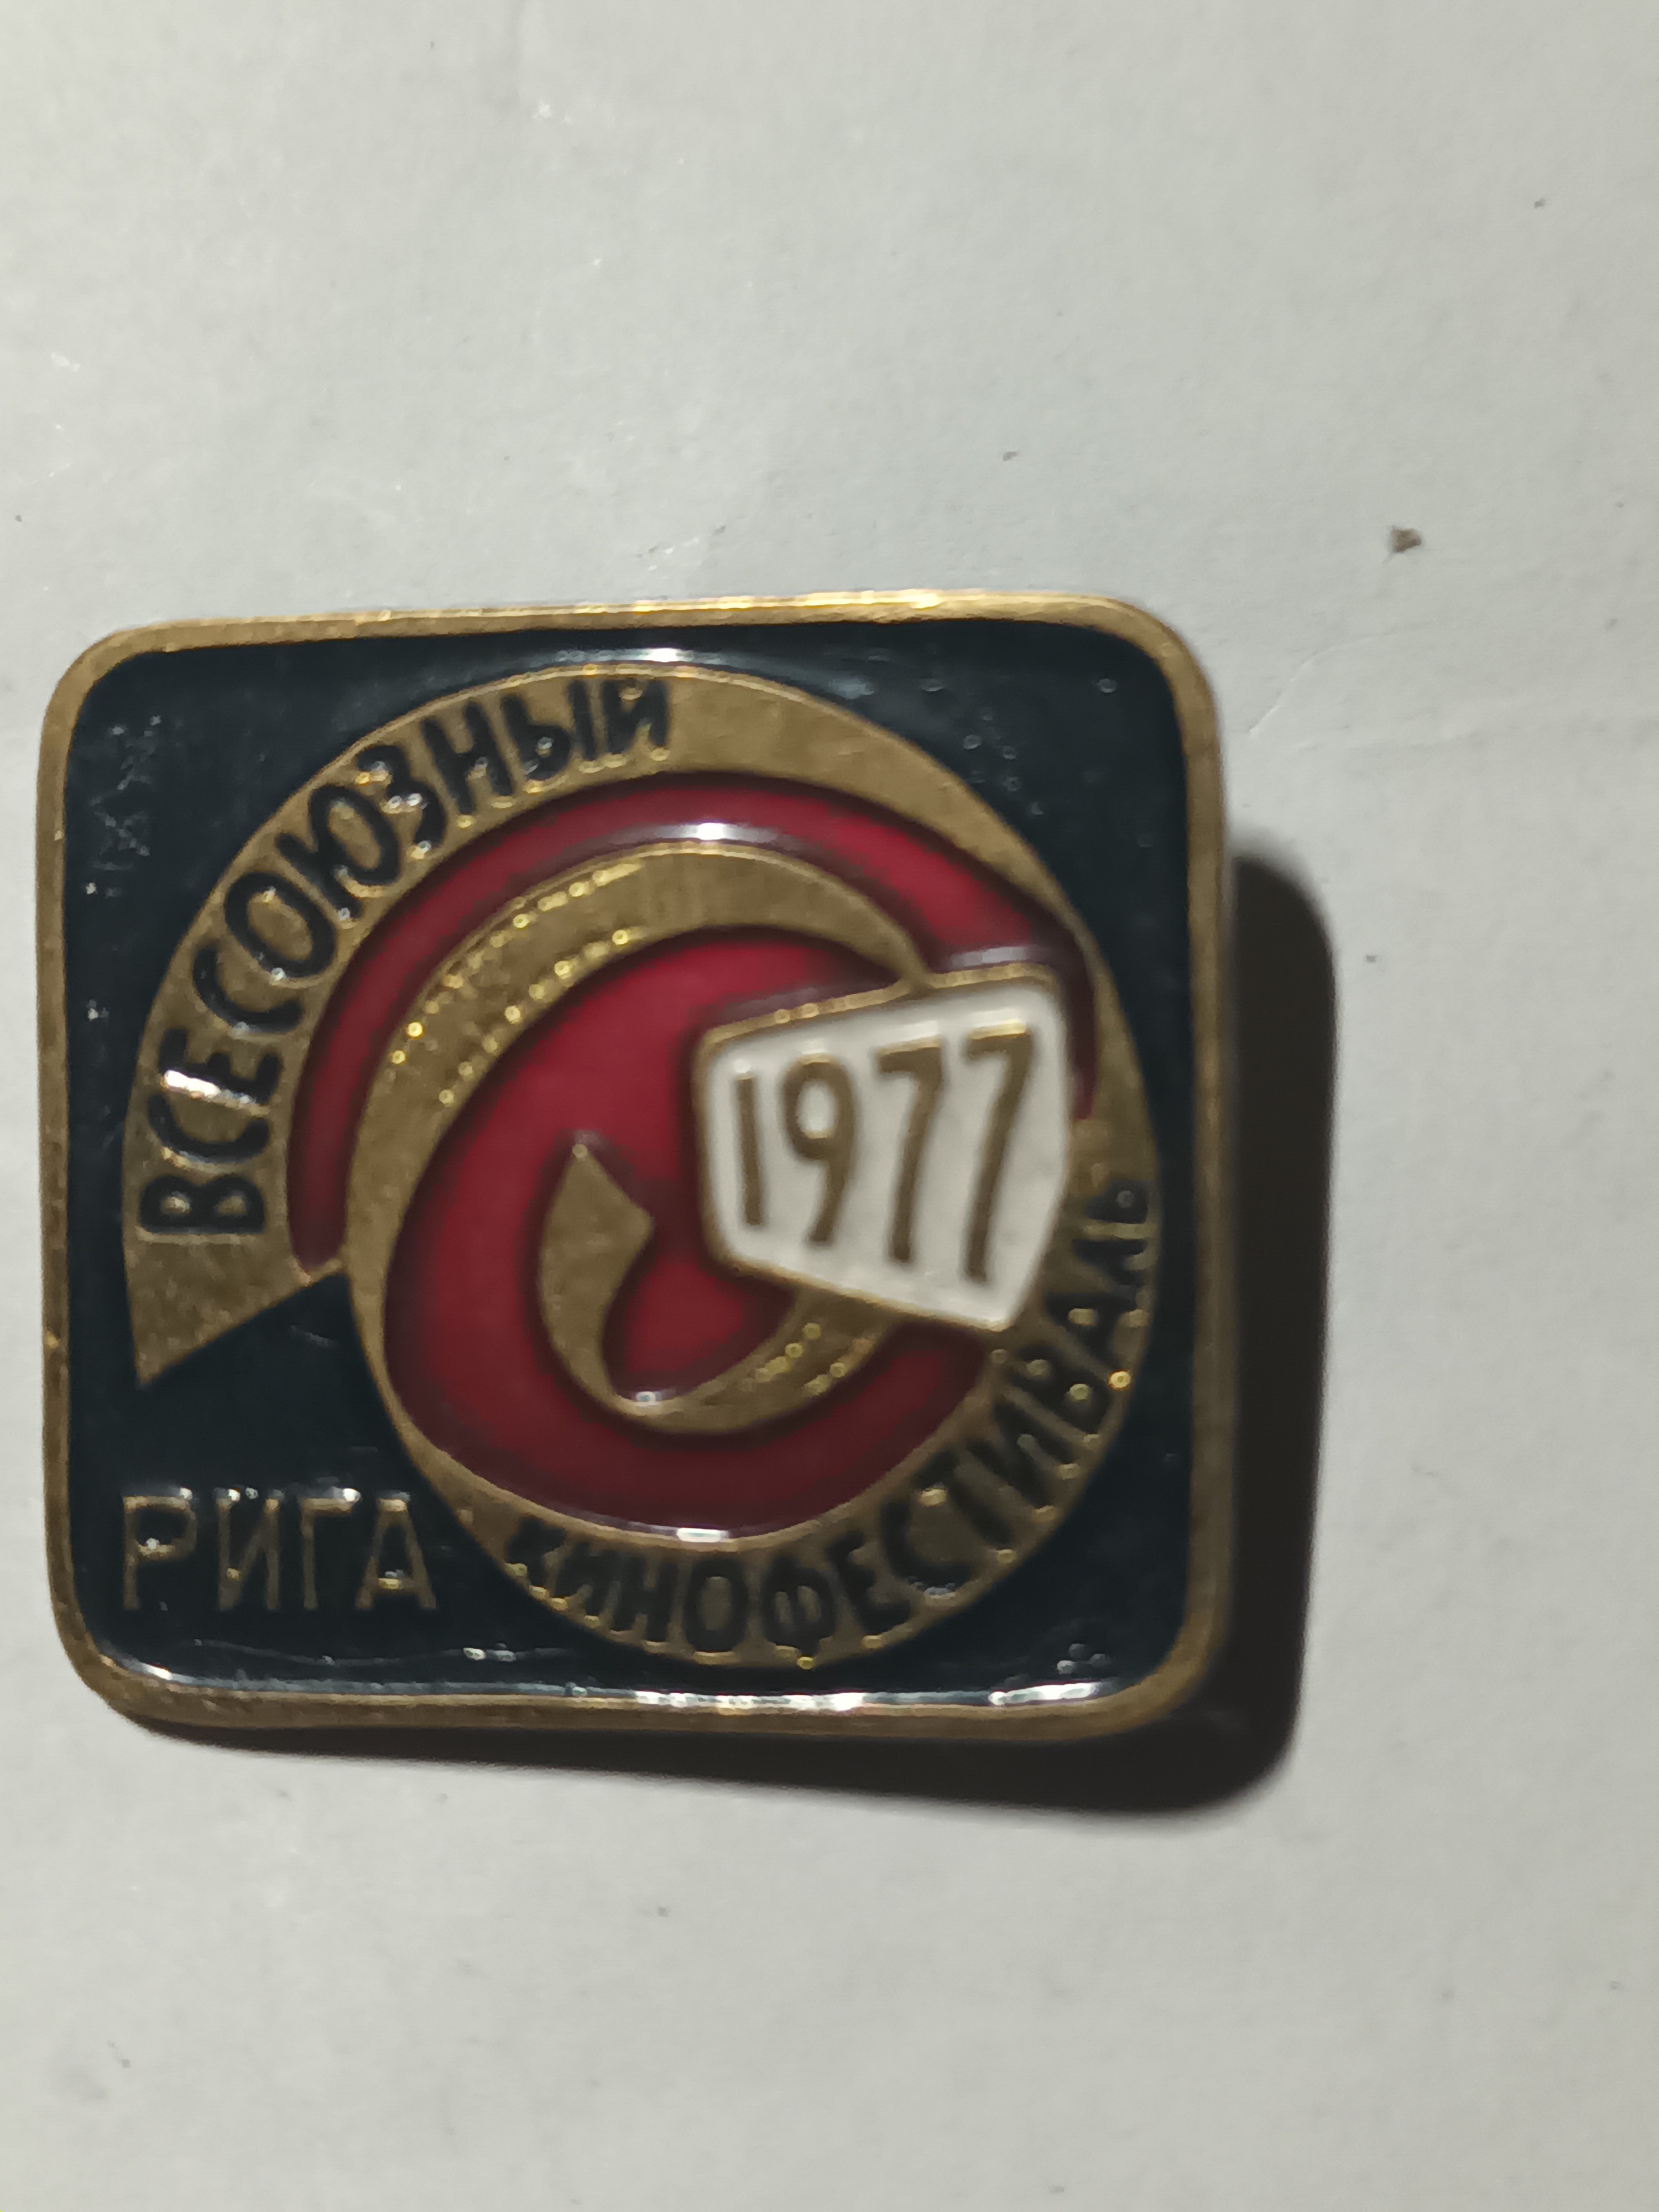 ВСЕСОЮЗНЫЙ
1977
КИНОФЕСТИВАЛЬ
РИГА